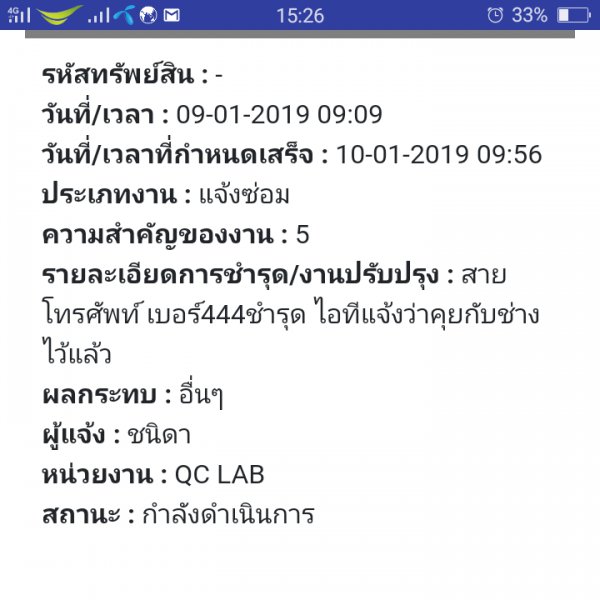 4G 15:26 33%
รหัสทรัพย์สิน : -
วันที่/เวลา : 09-01-2019 09:09
วันที่/เวลาที่กำหนดเสร็จ : 10-01-2019 09:56
ประเภทงาน : แจ้งซ่อม
ความสำคัญของงาน : 5
รายละเอียดการชำรุด/งานปรับปรุง : สาย
โทรศัพท์ เบอร์444ชำรุด ไอทีแจ้งว่าคุยกับช่าง
ไว้แล้ว
ผลกระทบ : อื่นๆ
ผู้แจ้ง : ชนิดา
หน่วยงาน : QC LAB
สถานะ : กำลังดำเนินการ